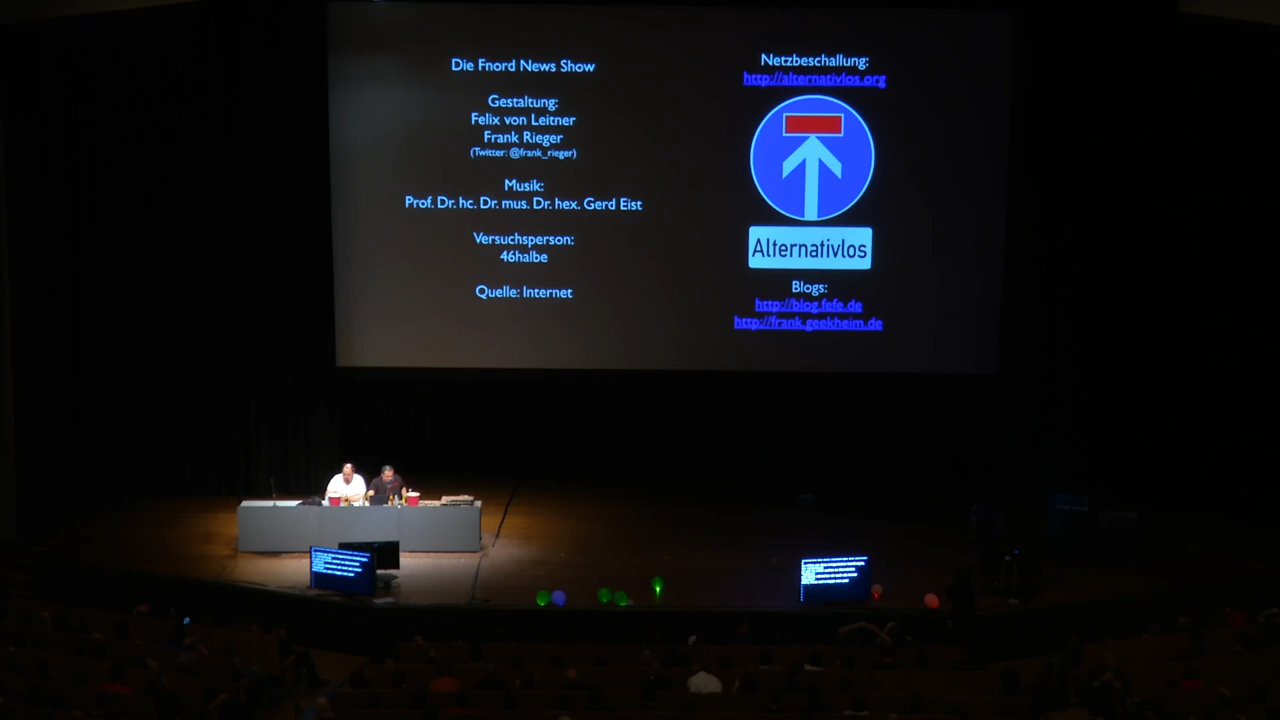 Die Fnord News Show
Gestaltung:
Felix von Leitner
Frank Rieger
(Twitter: @frank_rieger)
Musik:
Prof. Dr. hc. Dr. mus. Dr. hex. Gerd Eist
Versuchsperson:
46halbe
Quelle: Internet
Netzbeschallung:
http://alternativlos.org
Alternativlos
Blogs:
http://blog.fefe.de
http://frank.geekheim.de